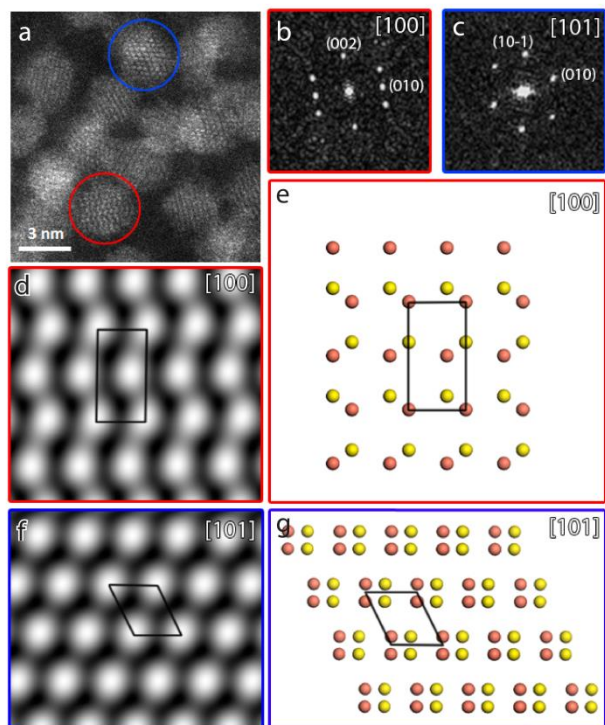 a
3 nm
b
[100]
(002)
(010)
c
[101]
(10-1)
(010)
d
[100]
e
[100]
f
[101]
g
[101]